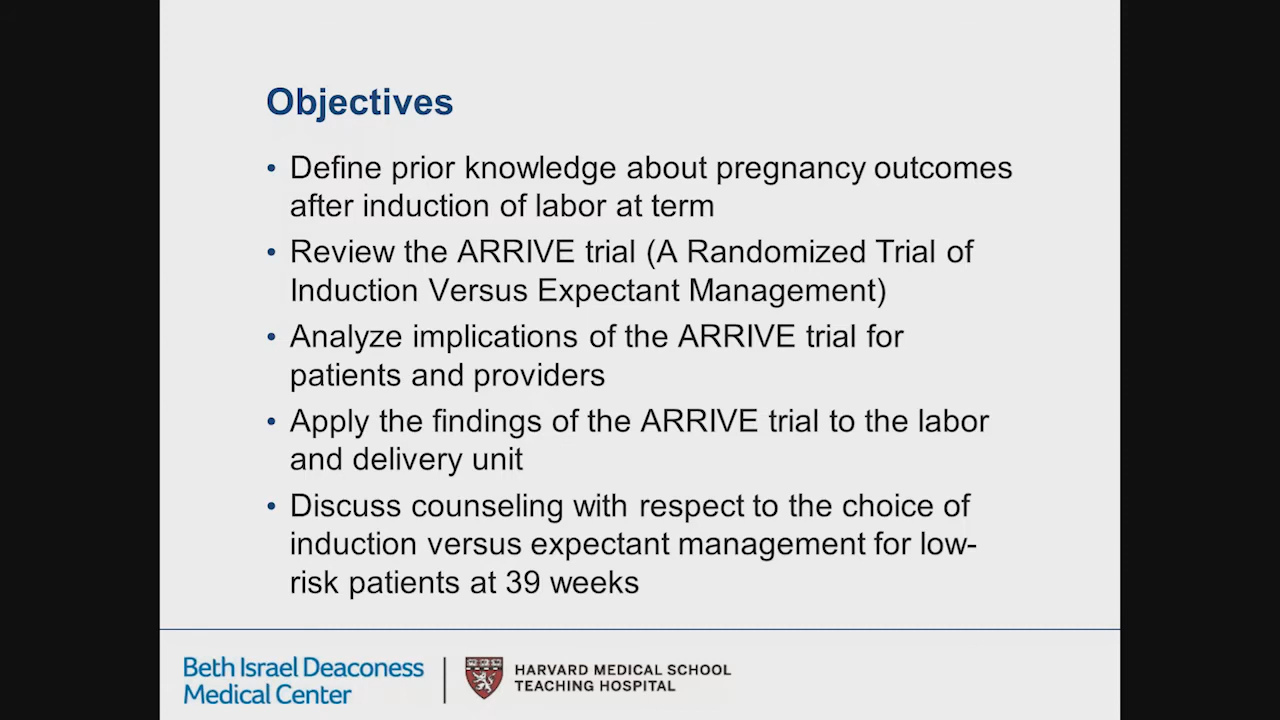 Objectives
• Define prior knowledge about pregnancy outcomes
after induction of labor at term
• Review the ARRIVE trial (A Randomized Trial of
Induction Versus Expectant Management)
• Analyze implications of the ARRIVE trial for
patients and providers
• Apply the findings of the ARRIVE trial to the labor
and delivery unit
• Discuss counseling with respect to the choice of
induction versus expectant management for low-
risk patients at 39 weeks
Beth Israel Deaconess
Medical Center
HARVARD MEDICAL SCHOOL
TEACHING HOSPITAL